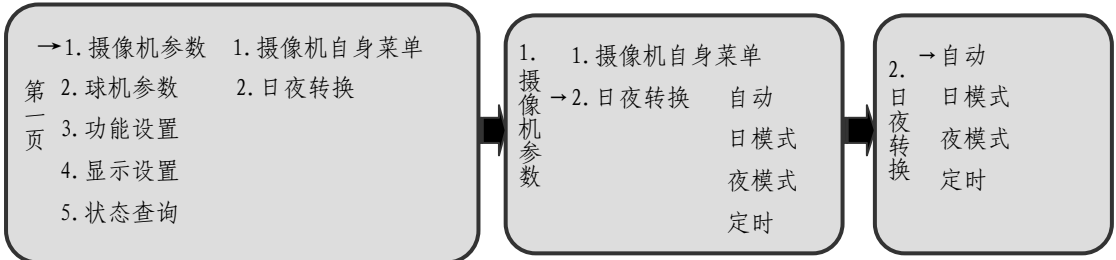 第一页
→1.摄像机参数 1.摄像机自身菜单
2.球机参数 2.日夜转换
3.功能设置
4.显示设置
5.状态查询
1.摄像机参数
1.摄像机自身菜单
→2.日夜转换 自动
日模式
夜模式
定时
2.日夜转换
→自动
日模式
夜模式
定时